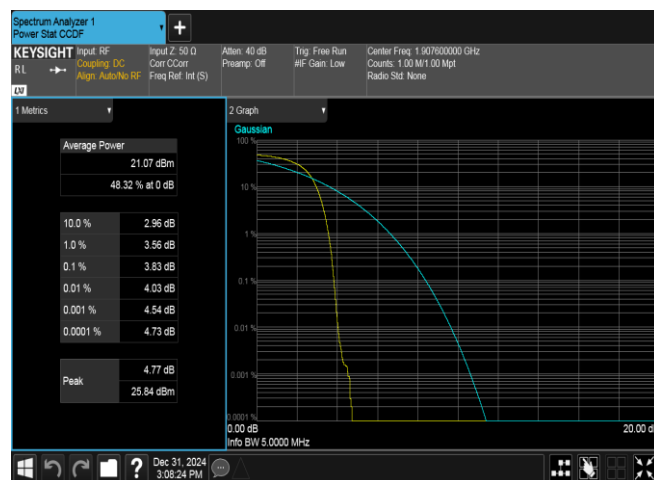 Spectrum Analyzer 1
Power Stat CCDF
+
KEYSIGHT
RL
LXI
Input: RF
Coupling: DC
Align: Auto/No RF
Input Z: 50 Ω
Corr CCorr
Freq Ref: Int (S)
Atten: 40 dB
Preamp: Off
Trig: Free Run
#IF Gain: Low
Center Freq: 1.907600000 GHz
Counts: 1.00 M/1.00 Mpt
Radio Std: None
1 Metrics
Average Power
21.07 dBm
48.32 % at 0 dB
10.0 % 2.96 dB
1.0 % 3.56 dB
0.1 % 3.83 dB
0.01 % 4.03 dB
0.001 % 4.54 dB
0.0001 % 4.73 dB
Peak
4.77 dB
25.84 dBm
2 Graph
Gaussian
100 %
10 %
1 %
0.1 %
0.01 %
0.001 %
0.0001 %
0.00 dB
20.00 d
Info BW 5.0000 MHz
?
Dec 31, 2024
3:08:24 PM